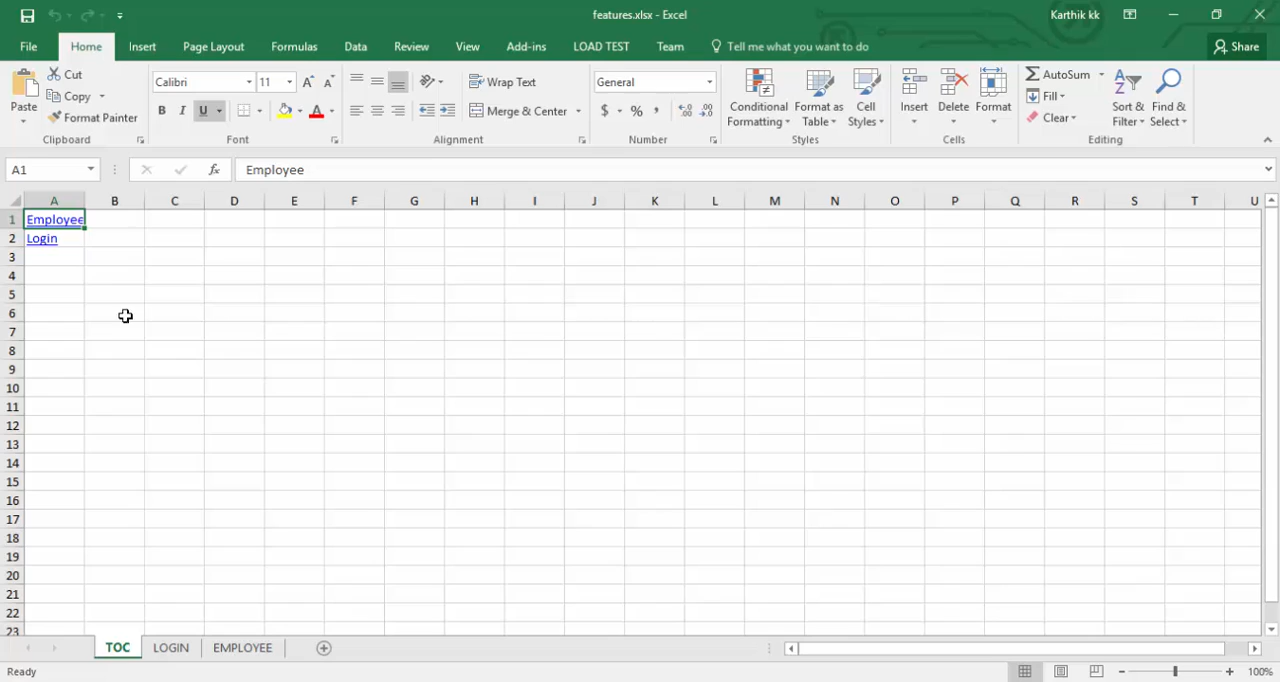 features.xlsx - Excel
Karthik kk
File Home Insert Page Layout Formulas Data Review View Add-ins LOAD TEST Team Tell me what you want to do Share
Paste
Cut
Copy
Format Painter
Clipboard
Calibri 11
B I U A
Font
Wrap Text
Merge & Center
Alignment
General
$ % ,
Number
Conditional Formatting
Format as Table
Cell Styles
Styles
Insert
Delete
Format
Cells
AutoSum
Fill
Clear
Sort & Filter
Find & Select
Editing
A1 fx Employee
A B C D E F G H I J K L M N O P Q R S T U
1 Employee
2 Login
3
4
5
6
7
8
9
10
11
12
13
14
15
16
17
18
19
20
21
22
23
TOC LOGIN EMPLOYEE
Ready 100%